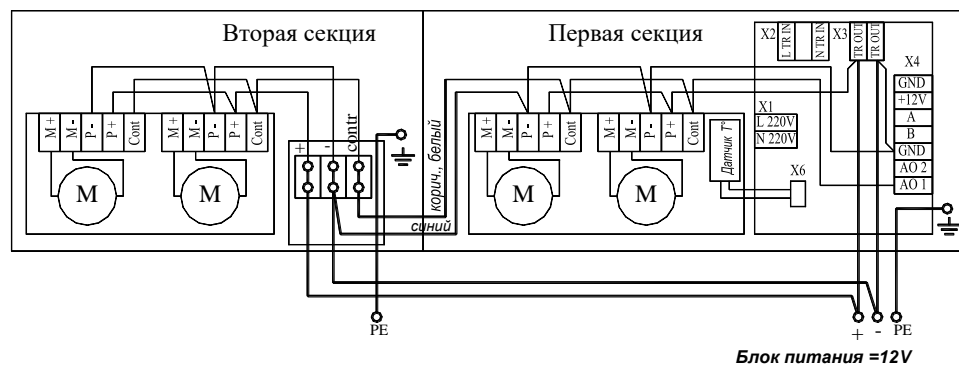 Вторая секция
Первая секция
X2
L TR IN
N TR IN
X3
TR OUT
TR OUT
X4
GND
+12V
A
B
GND
AO 2
AO 1
X1
L 220V
N 220V
M +
M -
P -
P +
Cont
M +
M -
P -
P +
Cont
+
-
contr
корич., белый
синий
M +
M -
P -
P +
Cont
M +
M -
P -
P +
Cont
Датчик T°
X6
M
M
M
M
PE
+
-
PE
Блок питания =12V